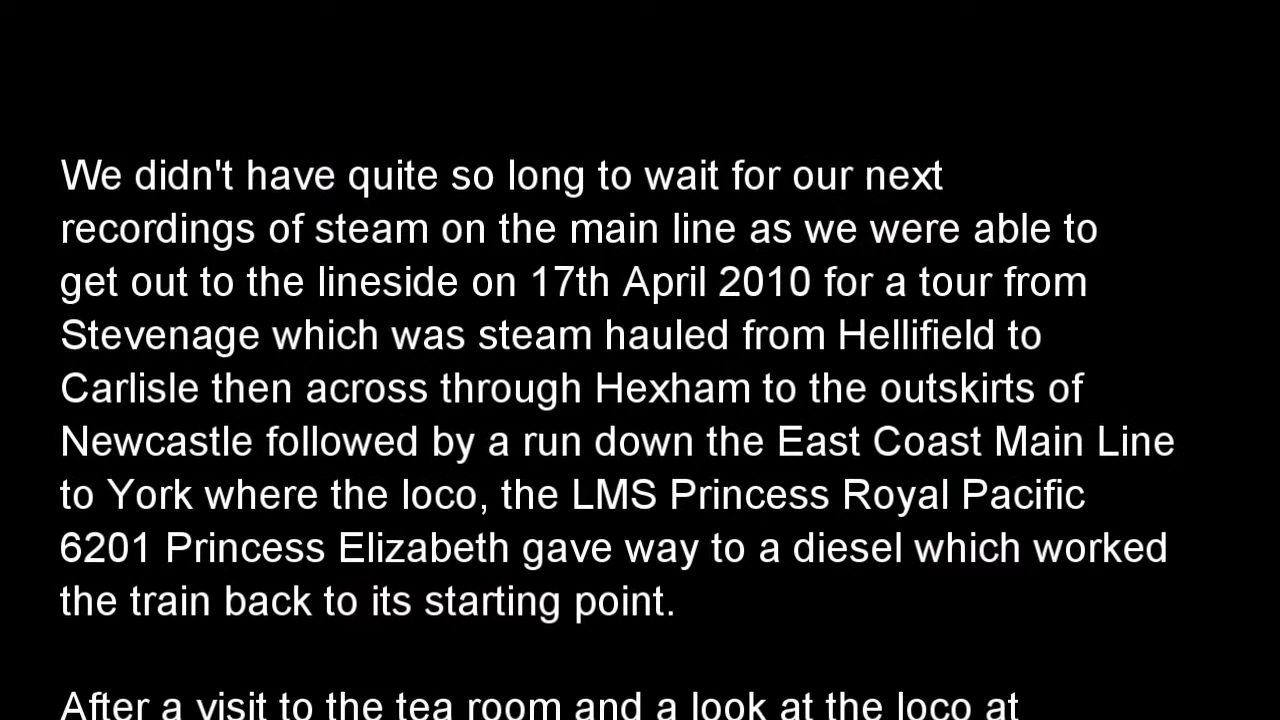 We didn't have quite so long to wait for our next
recordings of steam on the main line as we were able to
get out to the lineside on 17th April 2010 for a tour from
Stevenage which was steam hauled from Hellifield to
Carlisle then across through Hexham to the outskirts of
Newcastle followed by a run down the East Coast Main Line
to York where the loco, the LMS Princess Royal Pacific
6201 Princess Elizabeth gave way to a diesel which worked
the train back to its starting point.
After a visit to the tea room and a look at the loco at